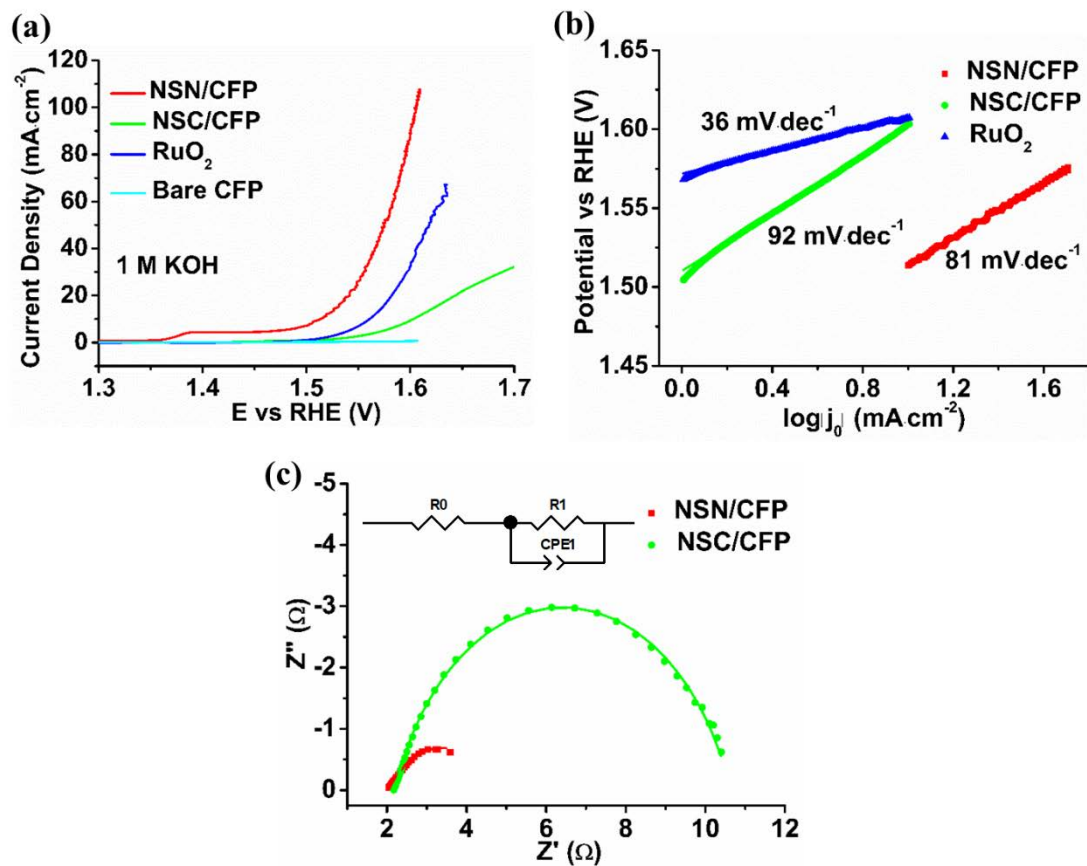 (a)
120
100
80
60
40
20
0
1.3
1.4
1.5
1.6
1.7
Current Density (mA.cm⁻²)
E vs RHE (V)
NSN/CFP
NSC/CFP
RuO₂
Bare CFP
1 M KOH
(b)
1.65
1.60
1.55
1.50
1.45
0.0
0.4
0.8
1.2
1.6
Potential vs RHE (V)
log|j₀| (mA.cm⁻²)
NSN/CFP
NSC/CFP
RuO₂
36 mV.dec⁻¹
92 mV.dec⁻¹
81 mV.dec⁻¹
(c)
-5
-4
-3
-2
-1
0
2
4
6
8
10
12
Z" (Ω)
Z' (Ω)
R0
R1
CPE1
NSN/CFP
NSC/CFP